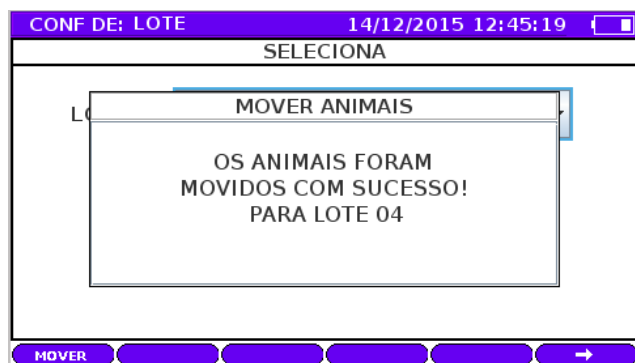 CONF DE: LOTE 14/12/2015 12:45:19
SELECIONA
MOVER ANIMAIS
OS ANIMAIS FORAM
MOVIDOS COM SUCESSO!
PARA LOTE 04
MOVER →